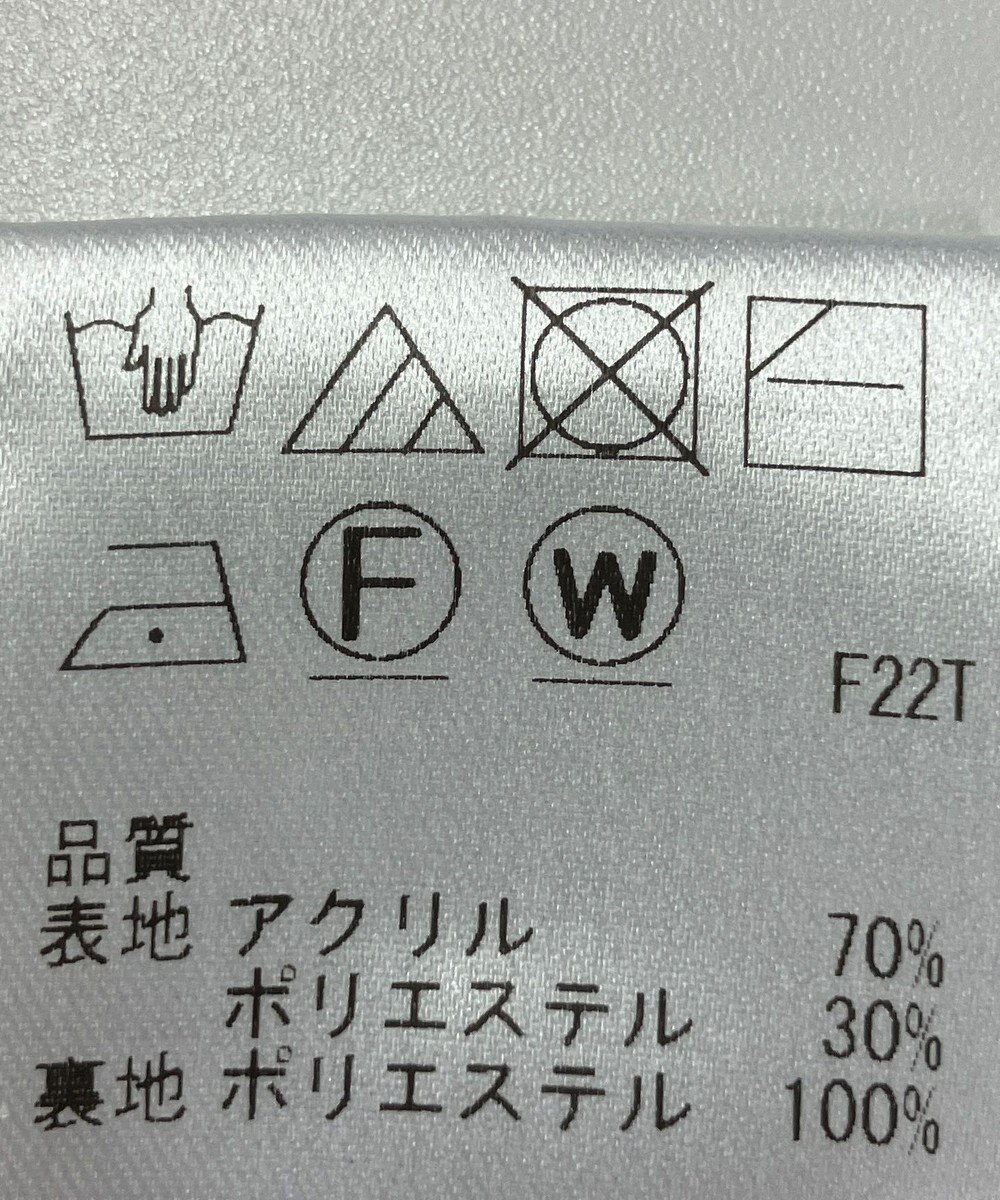 F W
F22T
品質
表地 アクリル 70%
ポリエステル 30%
裏地 ポリエステル 100%